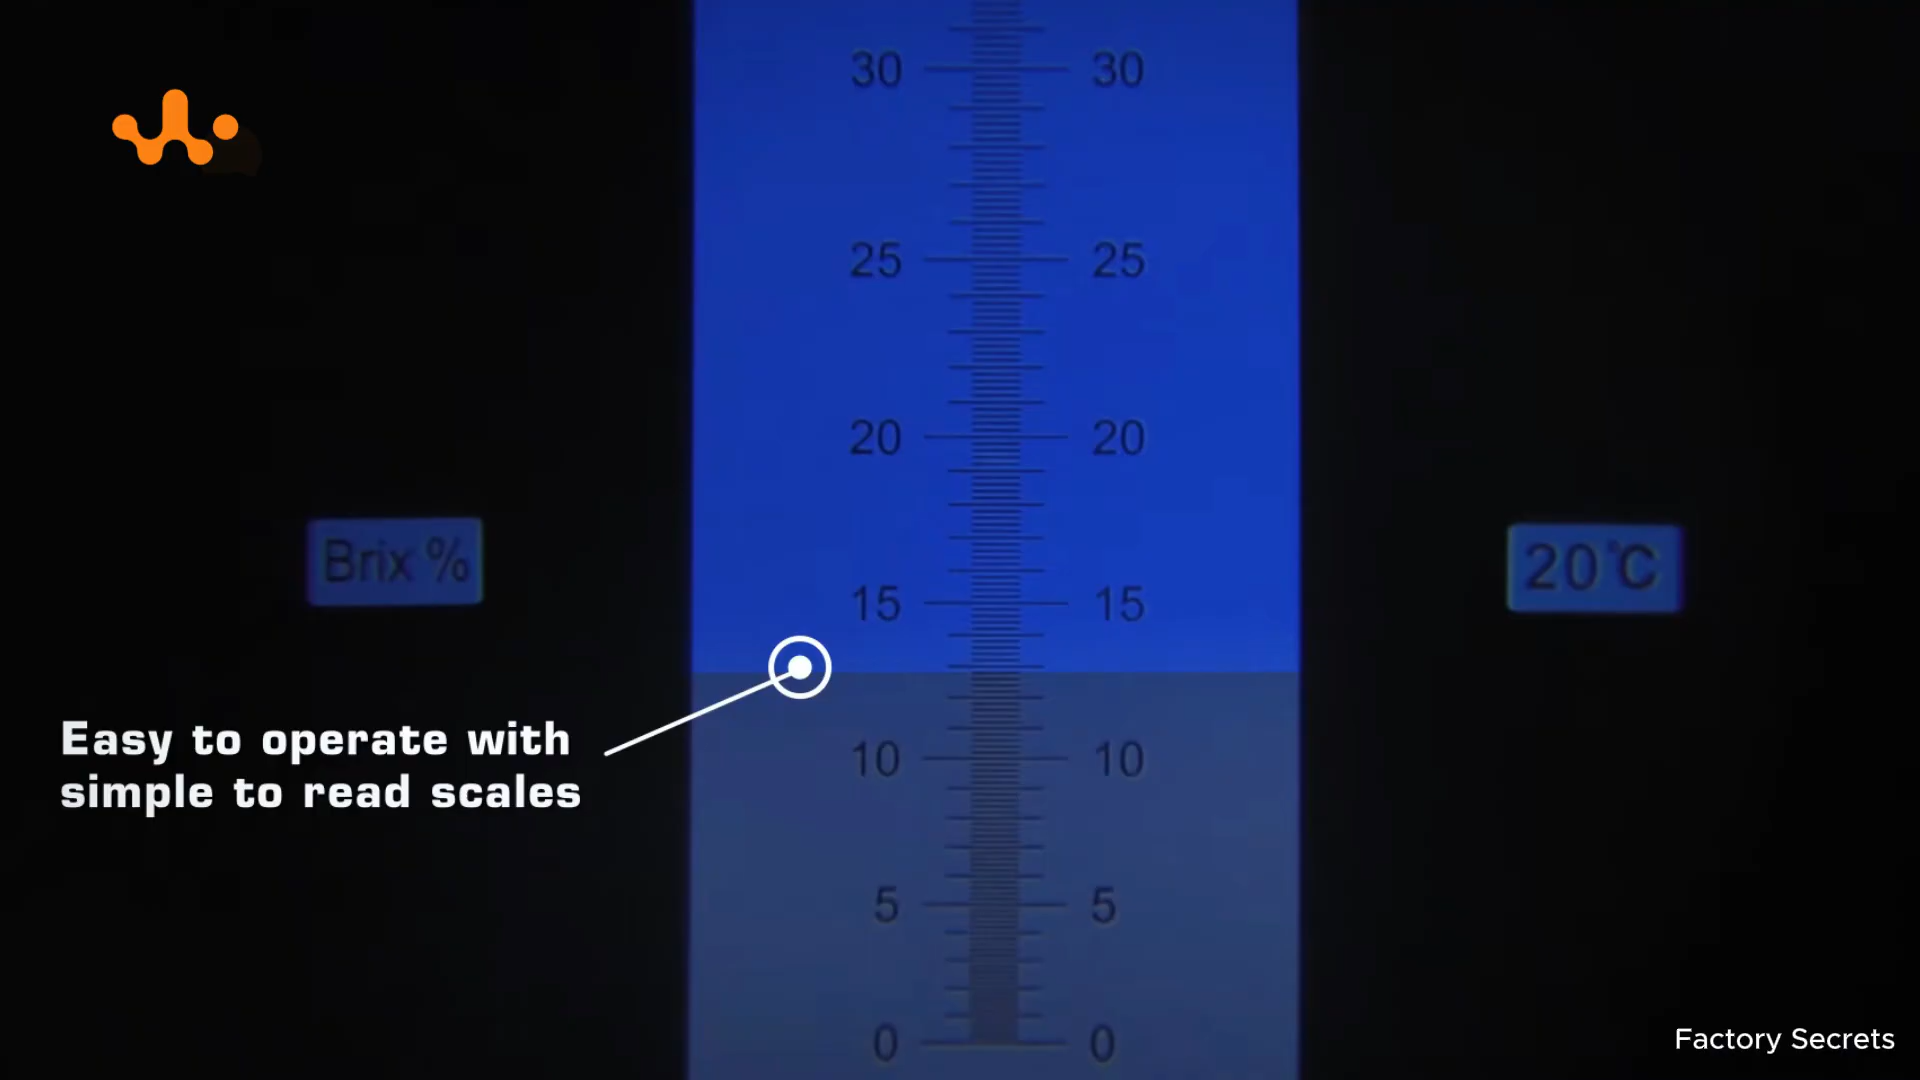 30 30
25 25
20 20
Brix %
20°C
15 15
Easy to operate with
simple to read scales
10 10
5 5
0 0
Factory Secrets